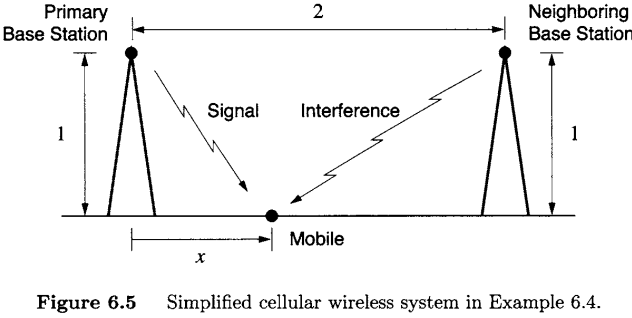 Primary
Base Station
2
Neighboring
Base Station
1
Signal
Interference
1
Mobile
x
Figure 6.5 Simplified cellular wireless system in Example 6.4.